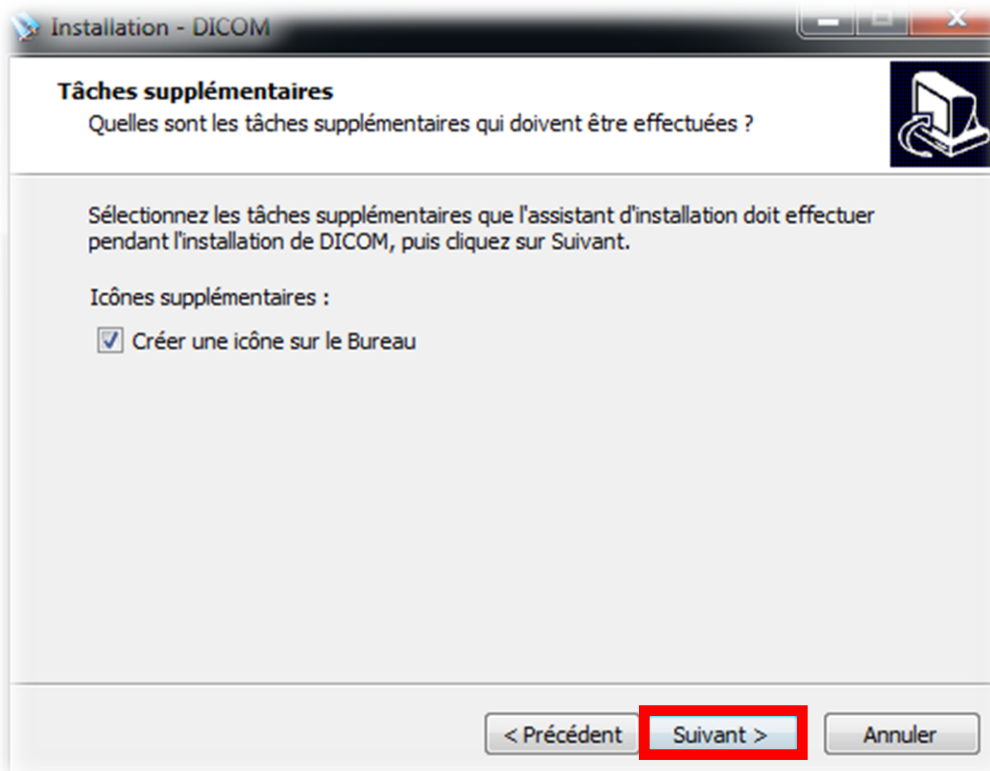 Installation - DICOM
Tâches supplémentaires
Quelles sont les tâches supplémentaires qui doivent être effectuées ?
Sélectionnez les tâches supplémentaires que l'assistant d'installation doit effectuer
pendant l'installation de DICOM, puis cliquez sur Suivant.
Icônes supplémentaires :
Créer une icône sur le Bureau
< Précédent
Suivant >
Annuler